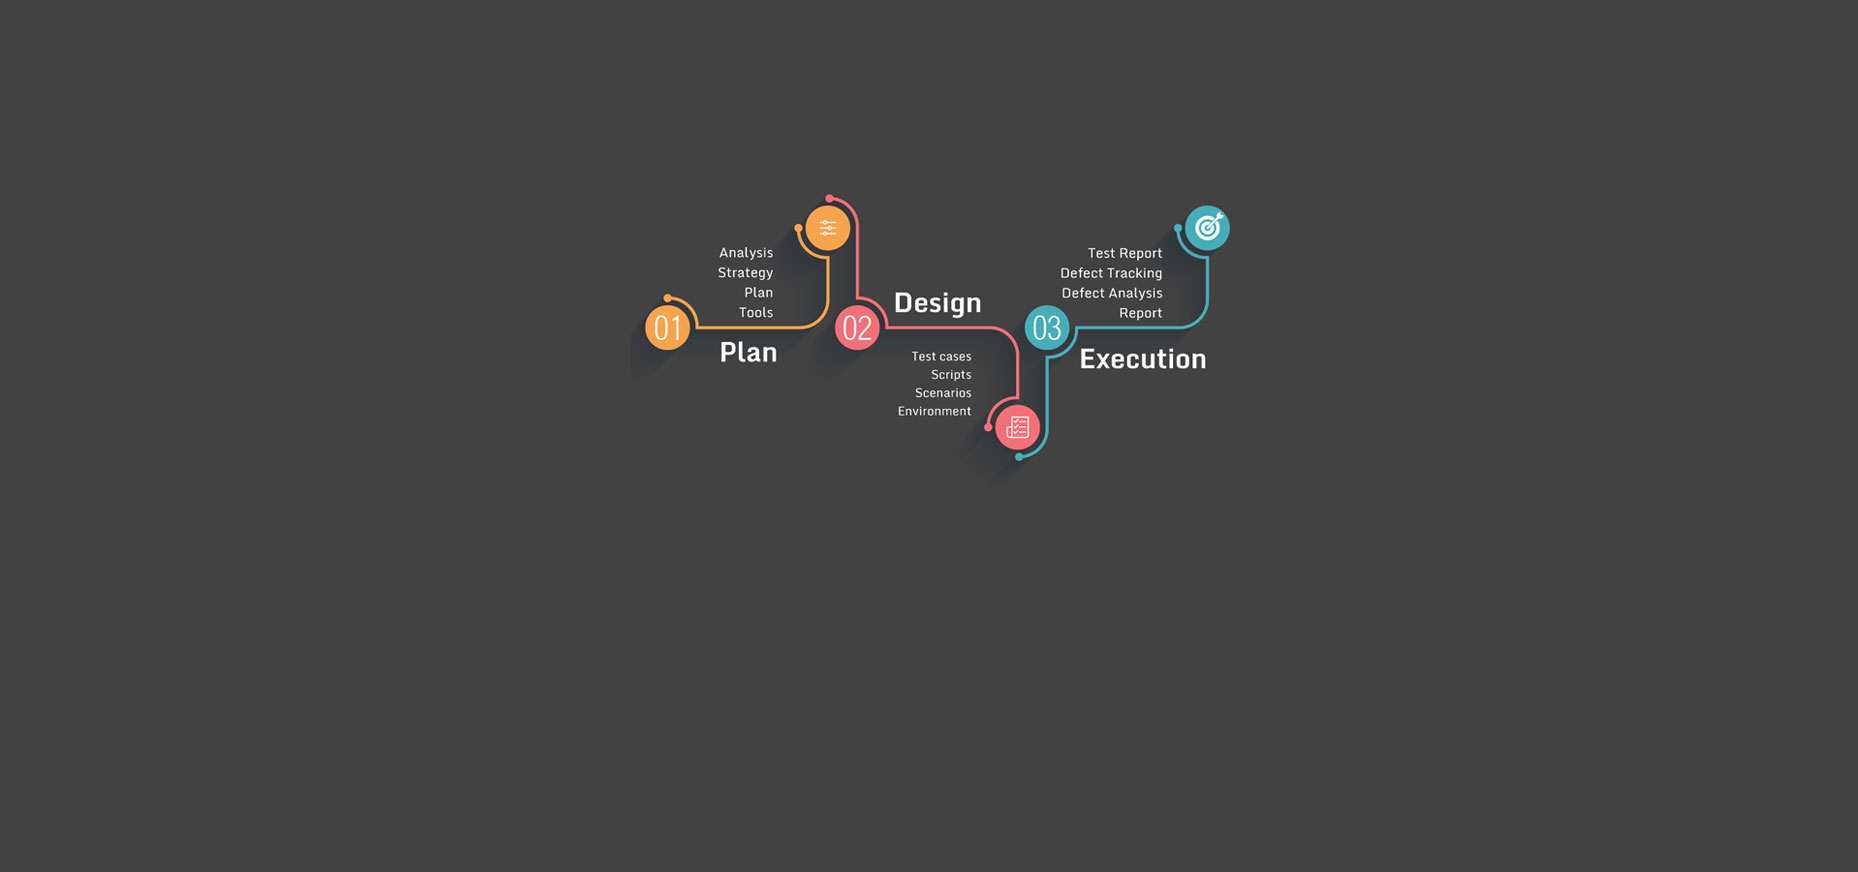 01
Analysis
Strategy
Plan
Tools
Plan
02
Design
Test cases
Scripts
Scenarios
Environment
03
Test Report
Defect Tracking
Defect Analysis
Report
Execution